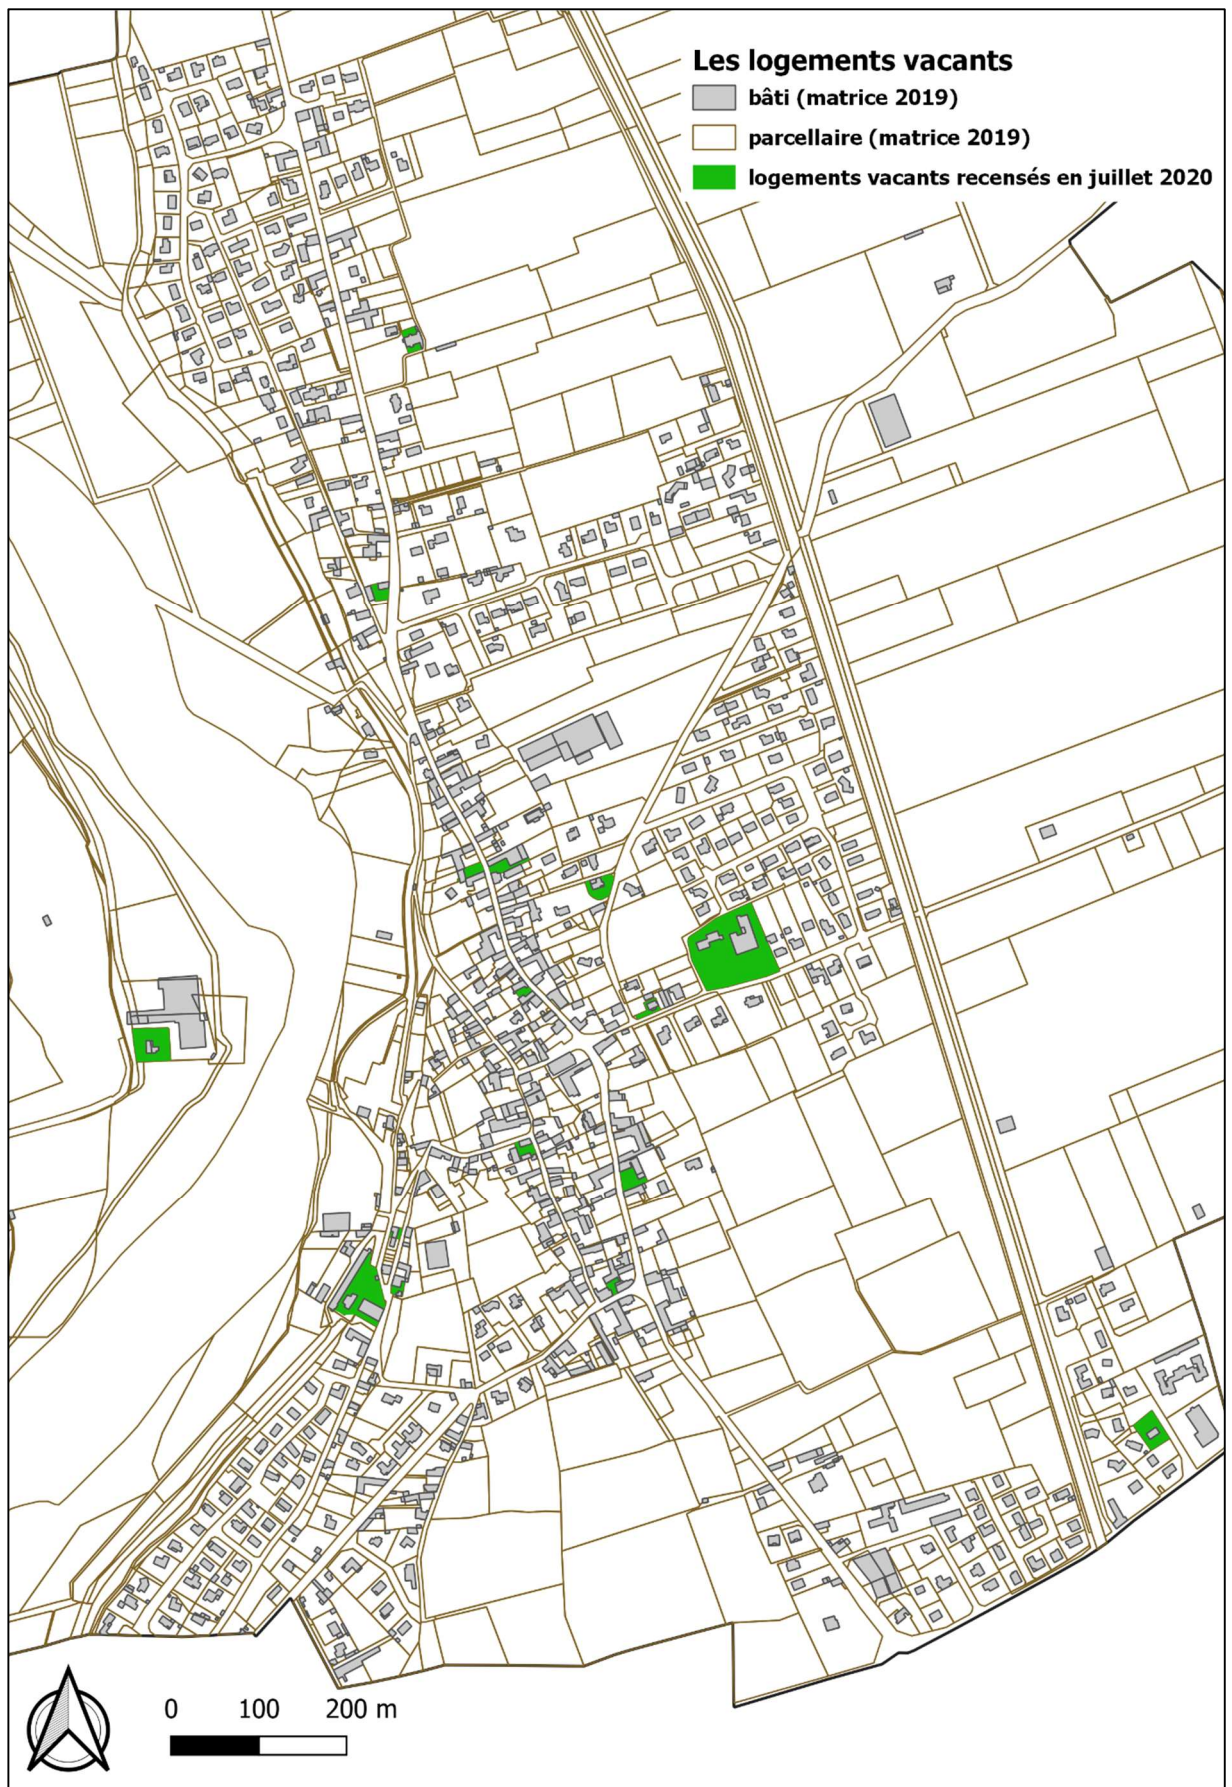 Les logements vacants
bâti (matrice 2019)
parcellaire (matrice 2019)
logements vacants recensés en juillet 2020
0 100 200 m